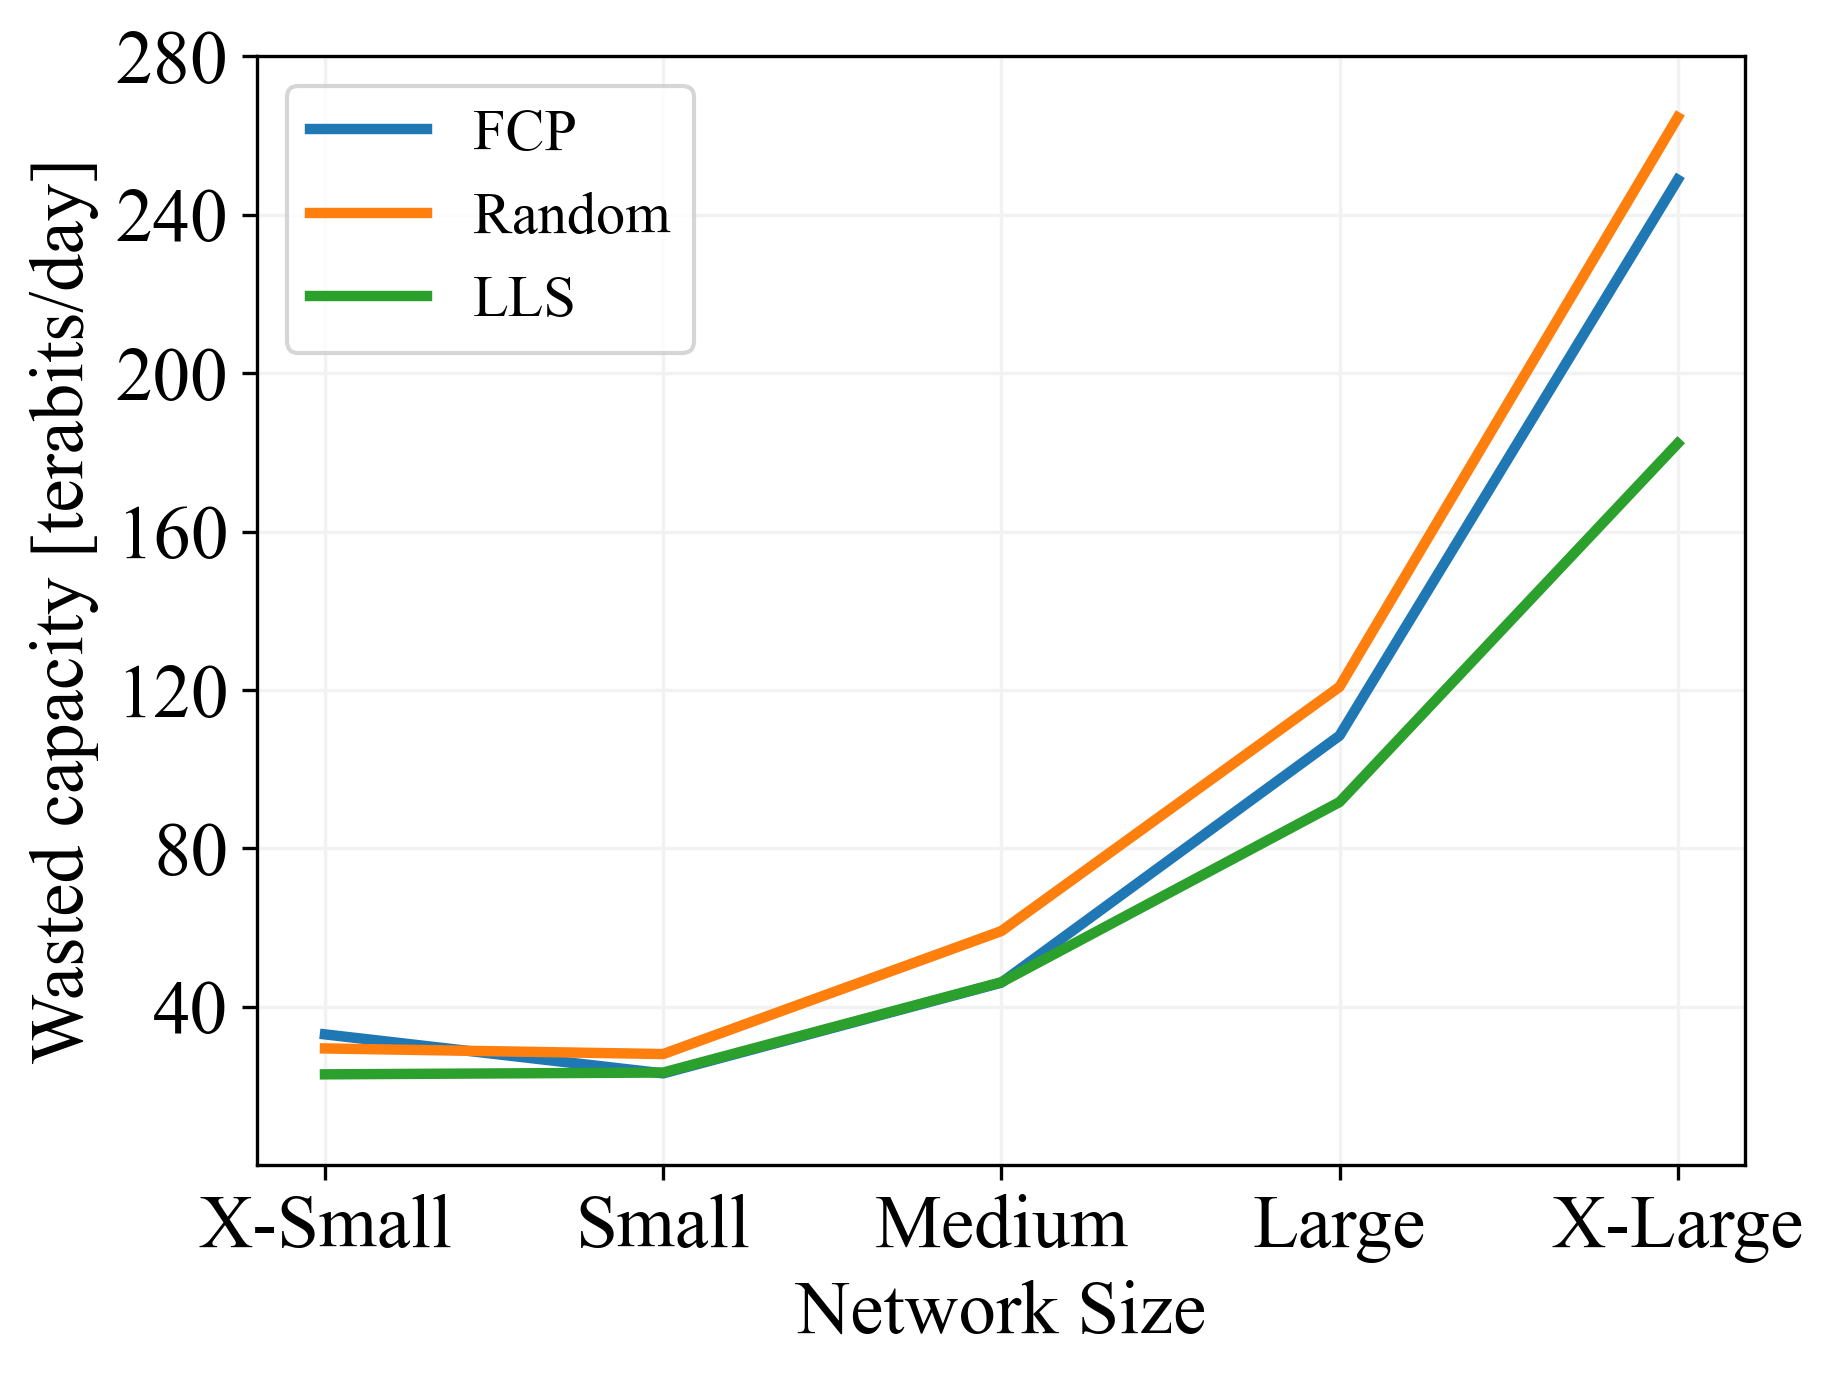 280
240
200
160
120
80
40
Wasted capacity [terabits/day]
FCP
Random
LLS
X-Small
Small
Medium
Large
X-Large
Network Size